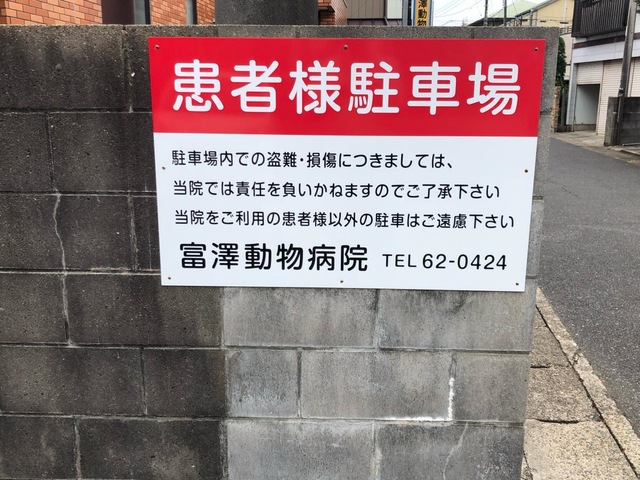 澤動物
患者様駐車場
駐車場内での盗難・損傷につきましては、
当院では責任を負いかねますのでご了承下さい
当院をご利用の患者様以外の駐車はご遠慮下さい
富澤動物病院 TEL 62-0424